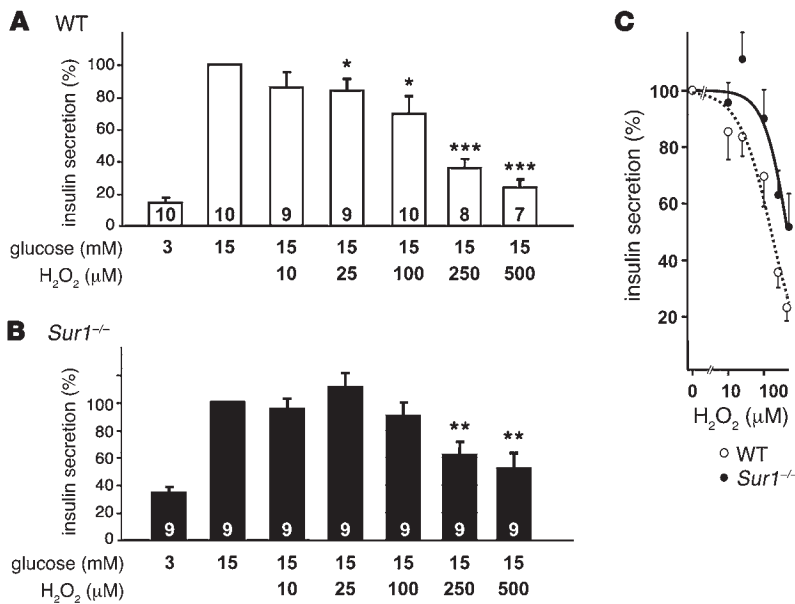 A WT
insulin secretion (%)
100
80
60
40
20
0
10 10 9 9 10 8 7
* * *** ***
glucose (mM) 3 15 15 15 15 15 15
H₂O₂ (μM) 10 25 100 250 500
B Sur1⁻/⁻
insulin secretion (%)
100
80
60
40
20
0
9 9 9 9 9 9 9
** **
glucose (mM) 3 15 15 15 15 15 15
H₂O₂ (μM) 10 25 100 250 500
C
insulin secretion (%)
100
80
60
40
20
0 10 100
H₂O₂ (μM)
WT
Sur1⁻/⁻